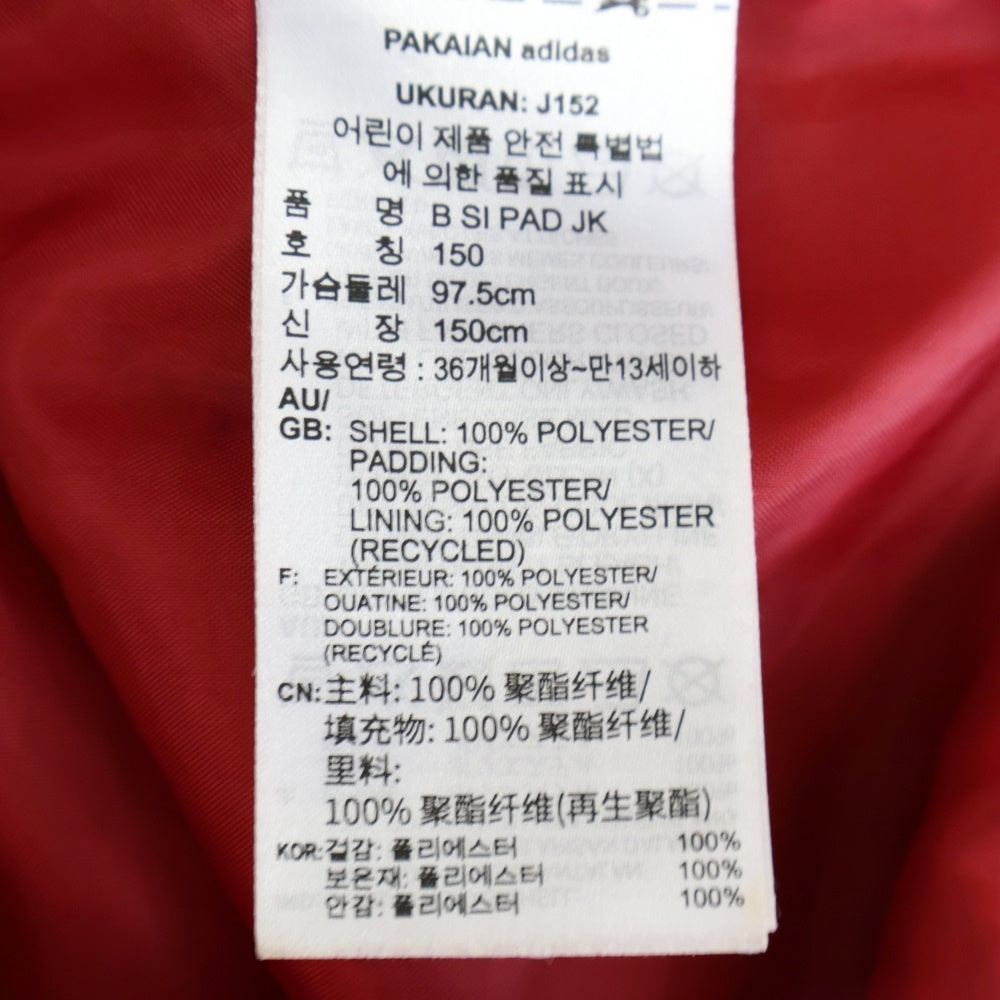 PAKAIAN adidas
UKURAN: J152
어린이 제품 안전 특별법
에 의한 품질 표시
품 명 B SI PAD JK
호 칭 150
가슴둘레 97.5cm
신 장 150cm
사용연령 : 36개월이상~만13세이하
AU/
GB: SHELL: 100% POLYESTER/
PADDING:
100% POLYESTER/
LINING: 100% POLYESTER
(RECYCLED)
F: EXTÉRIEUR: 100% POLYESTER/
OUATINE: 100% POLYESTER/
DOUBLURE: 100% POLYESTER
(RECYCLÉ)
CN: 主料: 100% 聚酯纤维/
填充物: 100% 聚酯纤维/
里料:
100% 聚酯纤维(再生聚酯)
KOR: 겉감: 폴리에스터 100%
보온재: 폴리에스터 100%
안감: 폴리에스터 100%